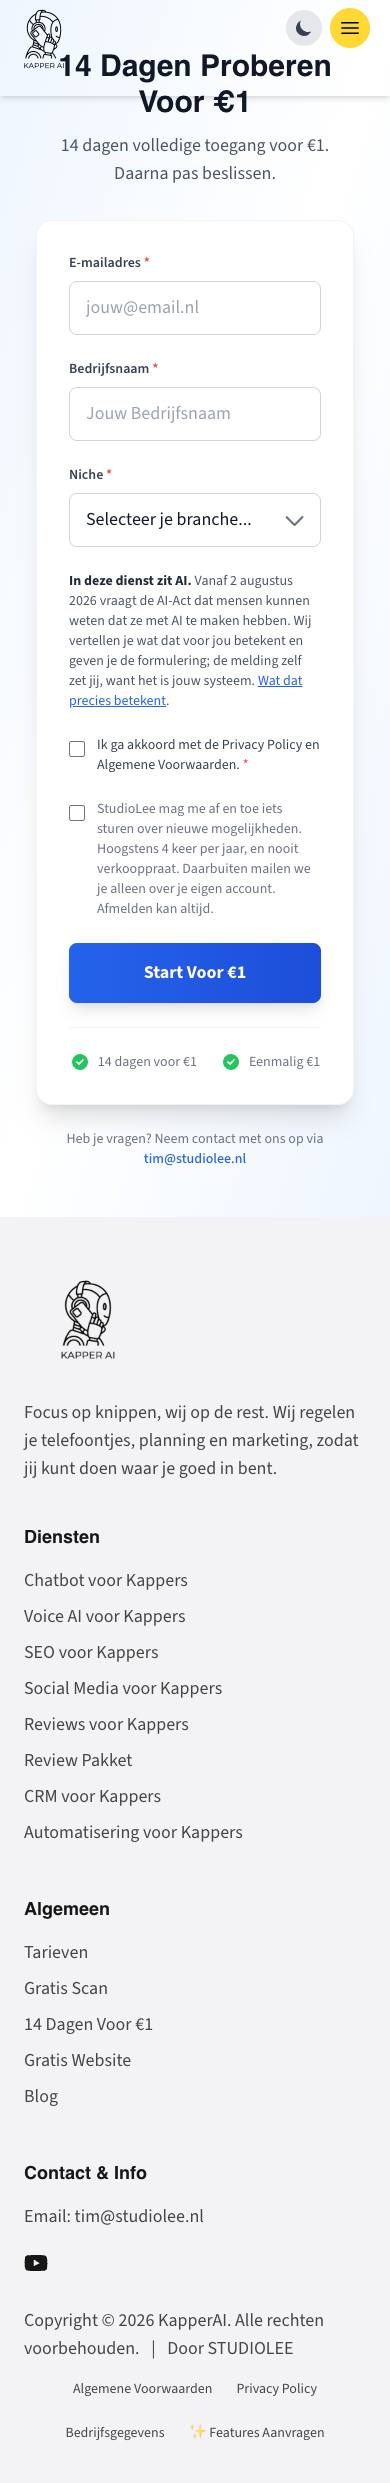 KAPPER AI
14 Dagen Proberen
Voor €1
14 dagen volledige toegang voor €1.
Daarna pas beslissen.
E-mailadres *
jouw@email.nl
Bedrijfsnaam *
Jouw Bedrijfsnaam
Niche *
Selecteer je branche...
In deze dienst zit AI. Vanaf 2 augustus
2026 vraagt de AI-Act dat mensen kunnen
weten dat ze met AI te maken hebben. Wij
vertellen je wat dat voor jou betekent en
geven je de formulering; de melding zelf
zet jij, want het is jouw systeem. Wat dat
precies betekent.
Ik ga akkoord met de Privacy Policy en
Algemene Voorwaarden. *
StudioLee mag me af en toe iets
sturen over nieuwe mogelijkheden.
Hoogstens 4 keer per jaar, en nooit
verkooppraat. Daarbuiten mailen we
je alleen over je eigen account.
Afmelden kan altijd.
Start Voor €1
14 dagen voor €1 Eenmalig €1
Heb je vragen? Neem contact met ons op via
tim@studiolee.nl
KAPPER AI
Focus op knippen, wij op de rest. Wij regelen
je telefoontjes, planning en marketing, zodat
jij kunt doen waar je goed in bent.
Diensten
Chatbot voor Kappers
Voice AI voor Kappers
SEO voor Kappers
Social Media voor Kappers
Reviews voor Kappers
Review Pakket
CRM voor Kappers
Automatisering voor Kappers
Algemeen
Tarieven
Gratis Scan
14 Dagen Voor €1
Gratis Website
Blog
Contact & Info
Email: tim@studiolee.nl
Copyright © 2026 KapperAI. Alle rechten
voorbehouden. | Door STUDIOLEE
Algemene Voorwaarden Privacy Policy
Bedrijfsgegevens ✨ Features Aanvragen